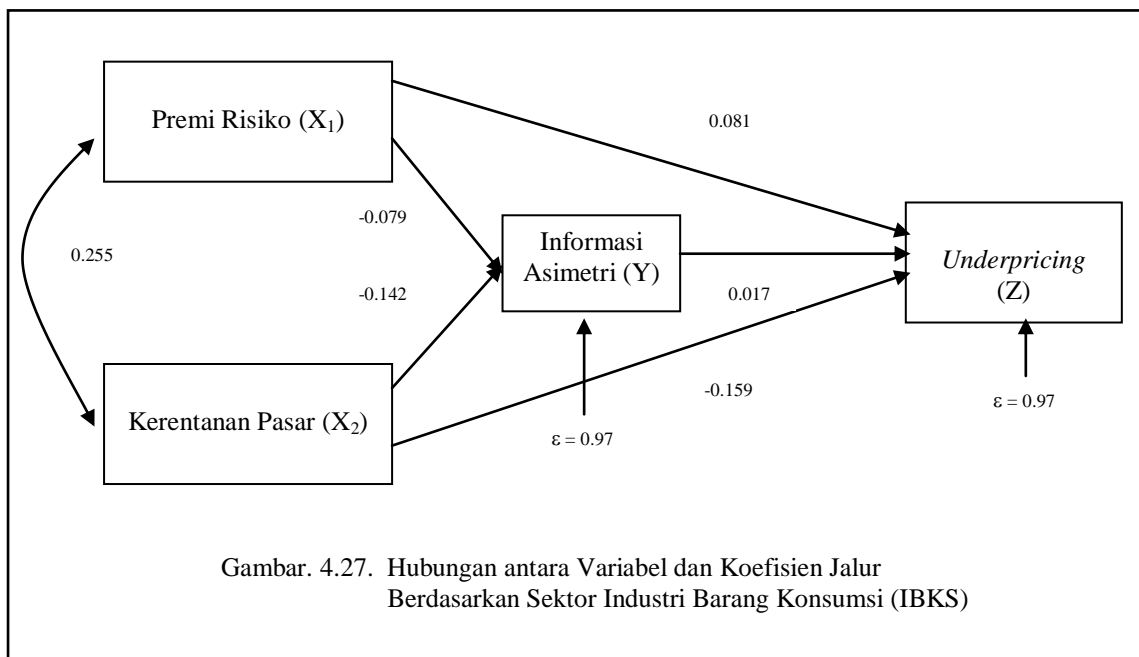 Premi Risiko (X₁)
0.081
-0.079
Informasi
Asimetri (Y)
Underpricing
(Z)
0.255
-0.142
0.017
Kerentanan Pasar (X₂)
-0.159
ε = 0.97
ε = 0.97
Gambar. 4.27. Hubungan antara Variabel dan Koefisien Jalur
Berdasarkan Sektor Industri Barang Konsumsi (IBKS)